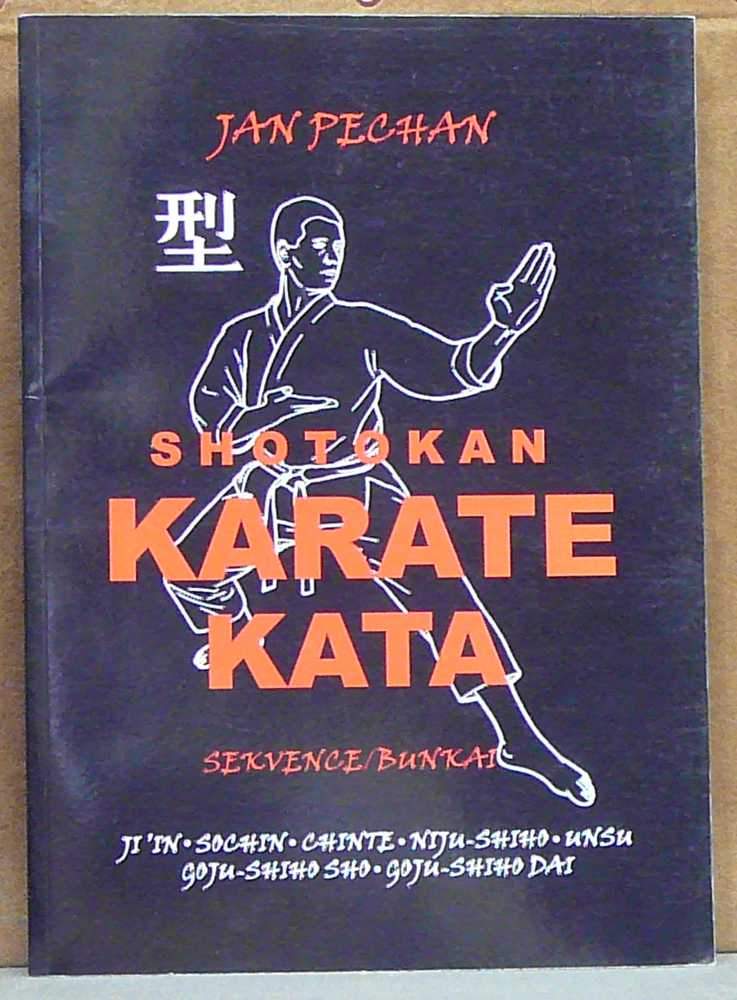 JAN PECHAN
型
SHOTOKAN
KARATE
KATA
SEKVENCE/BUNKAI
JI'IN • SOCHIN • CHINTE • NIJU-SHIHO • UNSU
GOJU-SHIHO SHO • GOJU-SHIHO DAI